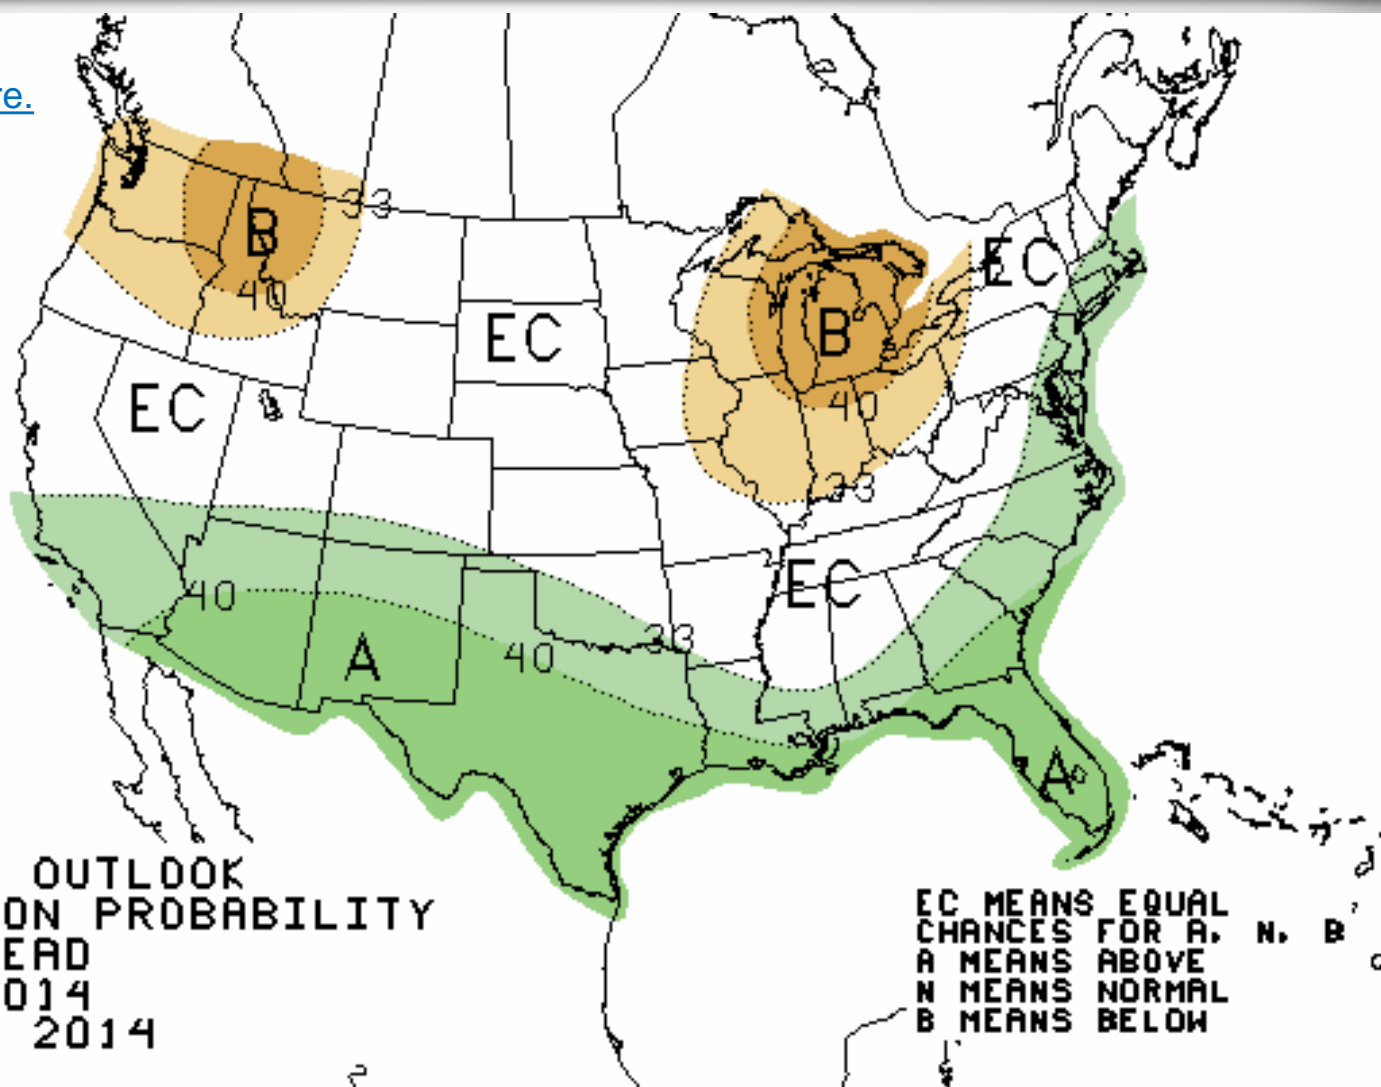 re.
33
B
40
EC
EC
B
EC
40
33
40
EC
A
40
33
A
OUTLOOK
ON PROBABILITY
EAD
014
2014
EC MEANS EQUAL
CHANCES FOR A, N, B
A MEANS ABOVE
N MEANS NORMAL
B MEANS BELOW